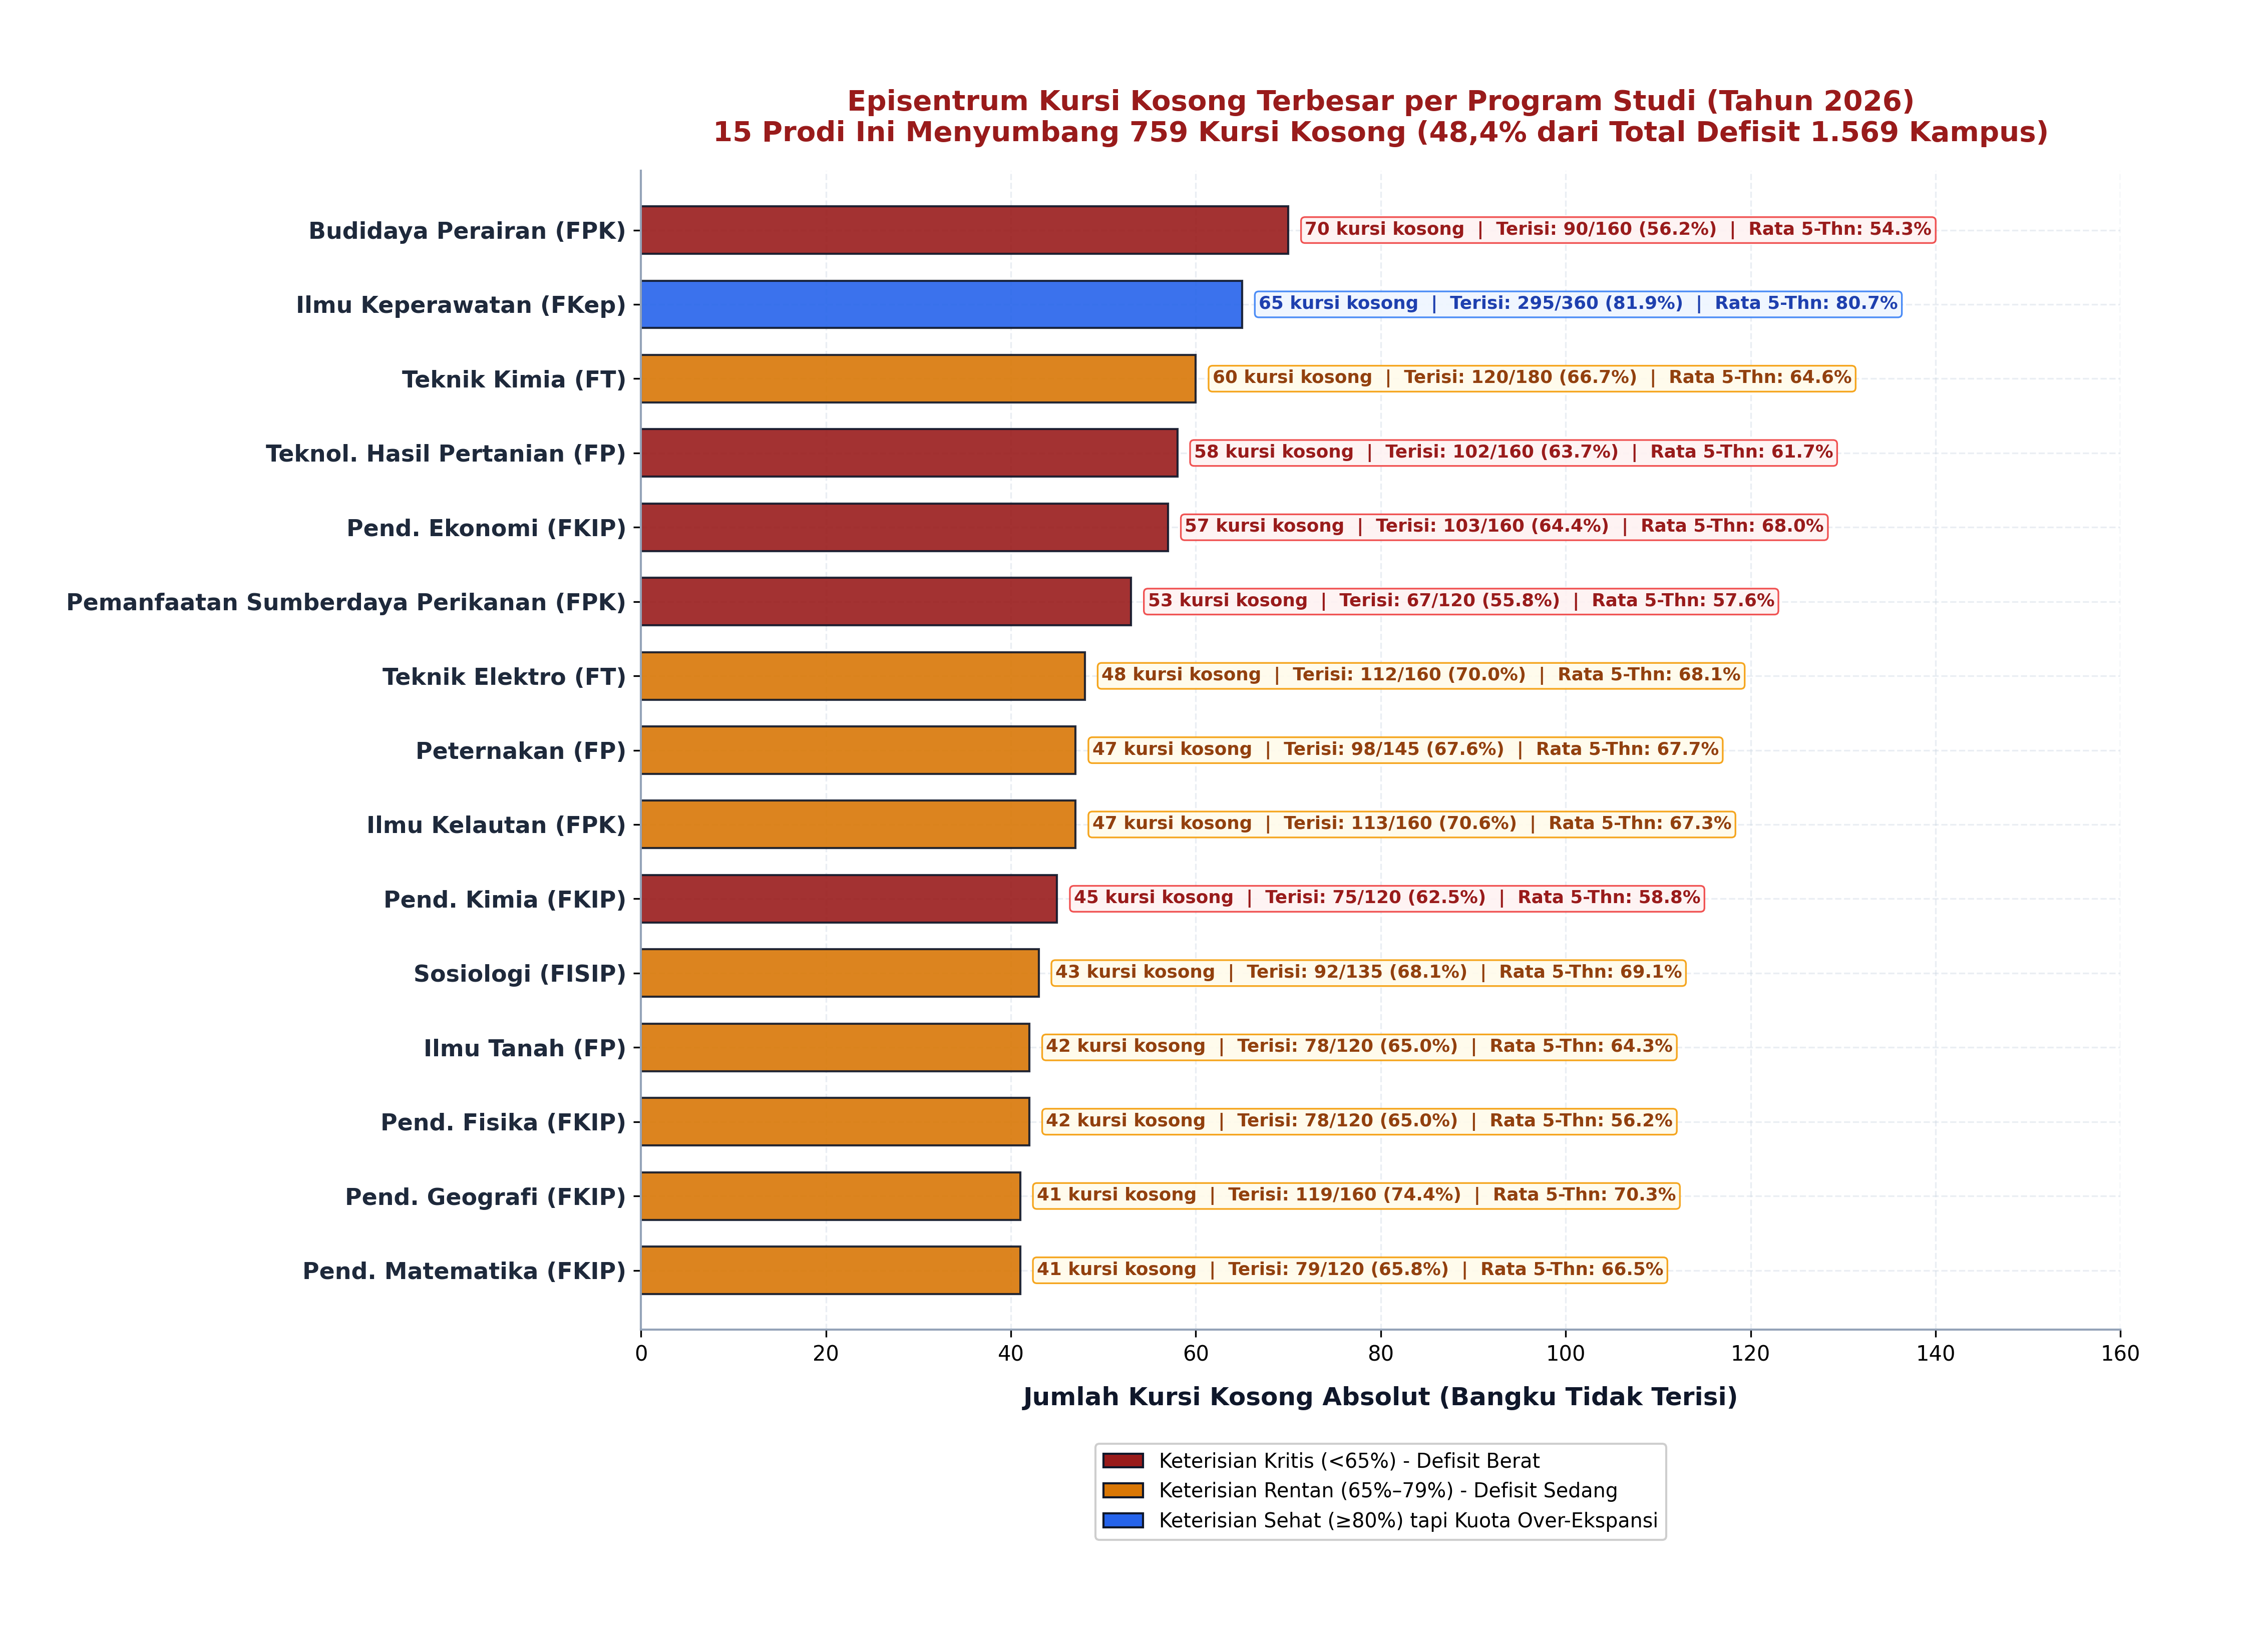 Episentrum Kursi Kosong Terbesar per Program Studi (Tahun 2026)
15 Prodi Ini Menyumbang 759 Kursi Kosong (48,4% dari Total Defisit 1.569 Kampus)
Budidaya Perairan (FPK) 70 kursi kosong | Terisi: 90/160 (56.2%) | Rata 5-Thn: 54.3%
Ilmu Keperawatan (FKep) 65 kursi kosong | Terisi: 295/360 (81.9%) | Rata 5-Thn: 80.7%
Teknik Kimia (FT) 60 kursi kosong | Terisi: 120/180 (66.7%) | Rata 5-Thn: 64.6%
Teknol. Hasil Pertanian (FP) 58 kursi kosong | Terisi: 102/160 (63.7%) | Rata 5-Thn: 61.7%
Pend. Ekonomi (FKIP) 57 kursi kosong | Terisi: 103/160 (64.4%) | Rata 5-Thn: 68.0%
Pemanfaatan Sumberdaya Perikanan (FPK) 53 kursi kosong | Terisi: 67/120 (55.8%) | Rata 5-Thn: 57.6%
Teknik Elektro (FT) 48 kursi kosong | Terisi: 112/160 (70.0%) | Rata 5-Thn: 68.1%
Peternakan (FP) 47 kursi kosong | Terisi: 98/145 (67.6%) | Rata 5-Thn: 67.7%
Ilmu Kelautan (FPK) 47 kursi kosong | Terisi: 113/160 (70.6%) | Rata 5-Thn: 67.3%
Pend. Kimia (FKIP) 45 kursi kosong | Terisi: 75/120 (62.5%) | Rata 5-Thn: 58.8%
Sosiologi (FISIP) 43 kursi kosong | Terisi: 92/135 (68.1%) | Rata 5-Thn: 69.1%
Ilmu Tanah (FP) 42 kursi kosong | Terisi: 78/120 (65.0%) | Rata 5-Thn: 64.3%
Pend. Fisika (FKIP) 42 kursi kosong | Terisi: 78/120 (65.0%) | Rata 5-Thn: 56.2%
Pend. Geografi (FKIP) 41 kursi kosong | Terisi: 119/160 (74.4%) | Rata 5-Thn: 70.3%
Pend. Matematika (FKIP) 41 kursi kosong | Terisi: 79/120 (65.8%) | Rata 5-Thn: 66.5%
0 20 40 60 80 100 120 140 160
Jumlah Kursi Kosong Absolut (Bangku Tidak Terisi)
Keterisian Kritis (<65%) - Defisit Berat
Keterisian Rentan (65%–79%) - Defisit Sedang
Keterisian Sehat (≥80%) tapi Kuota Over-Ekspansi